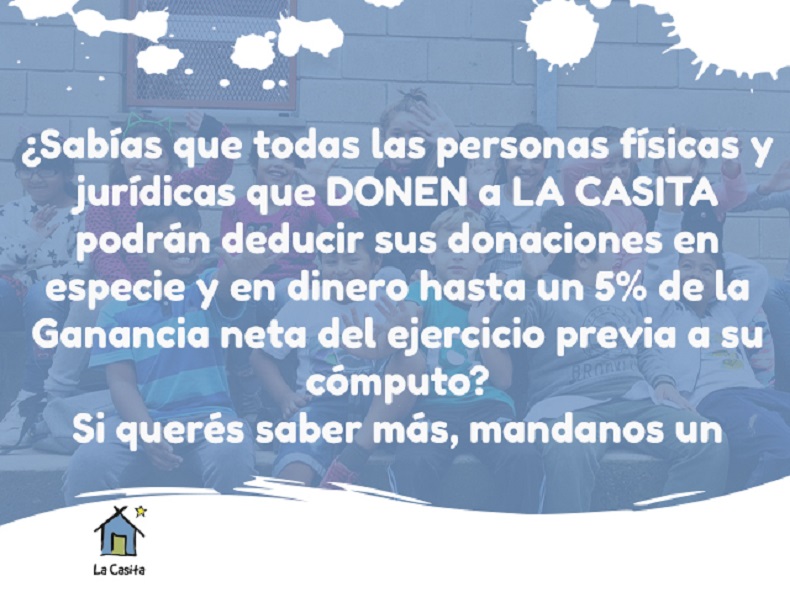 ¿Sabías que todas las personas físicas y
jurídicas que DONEN a LA CASITA
podrán deducir sus donaciones en
especie y en dinero hasta un 5% de la
Ganancia neta del ejercicio previa a su
cómputo?
Si querés saber más, mandanos un
La Casita